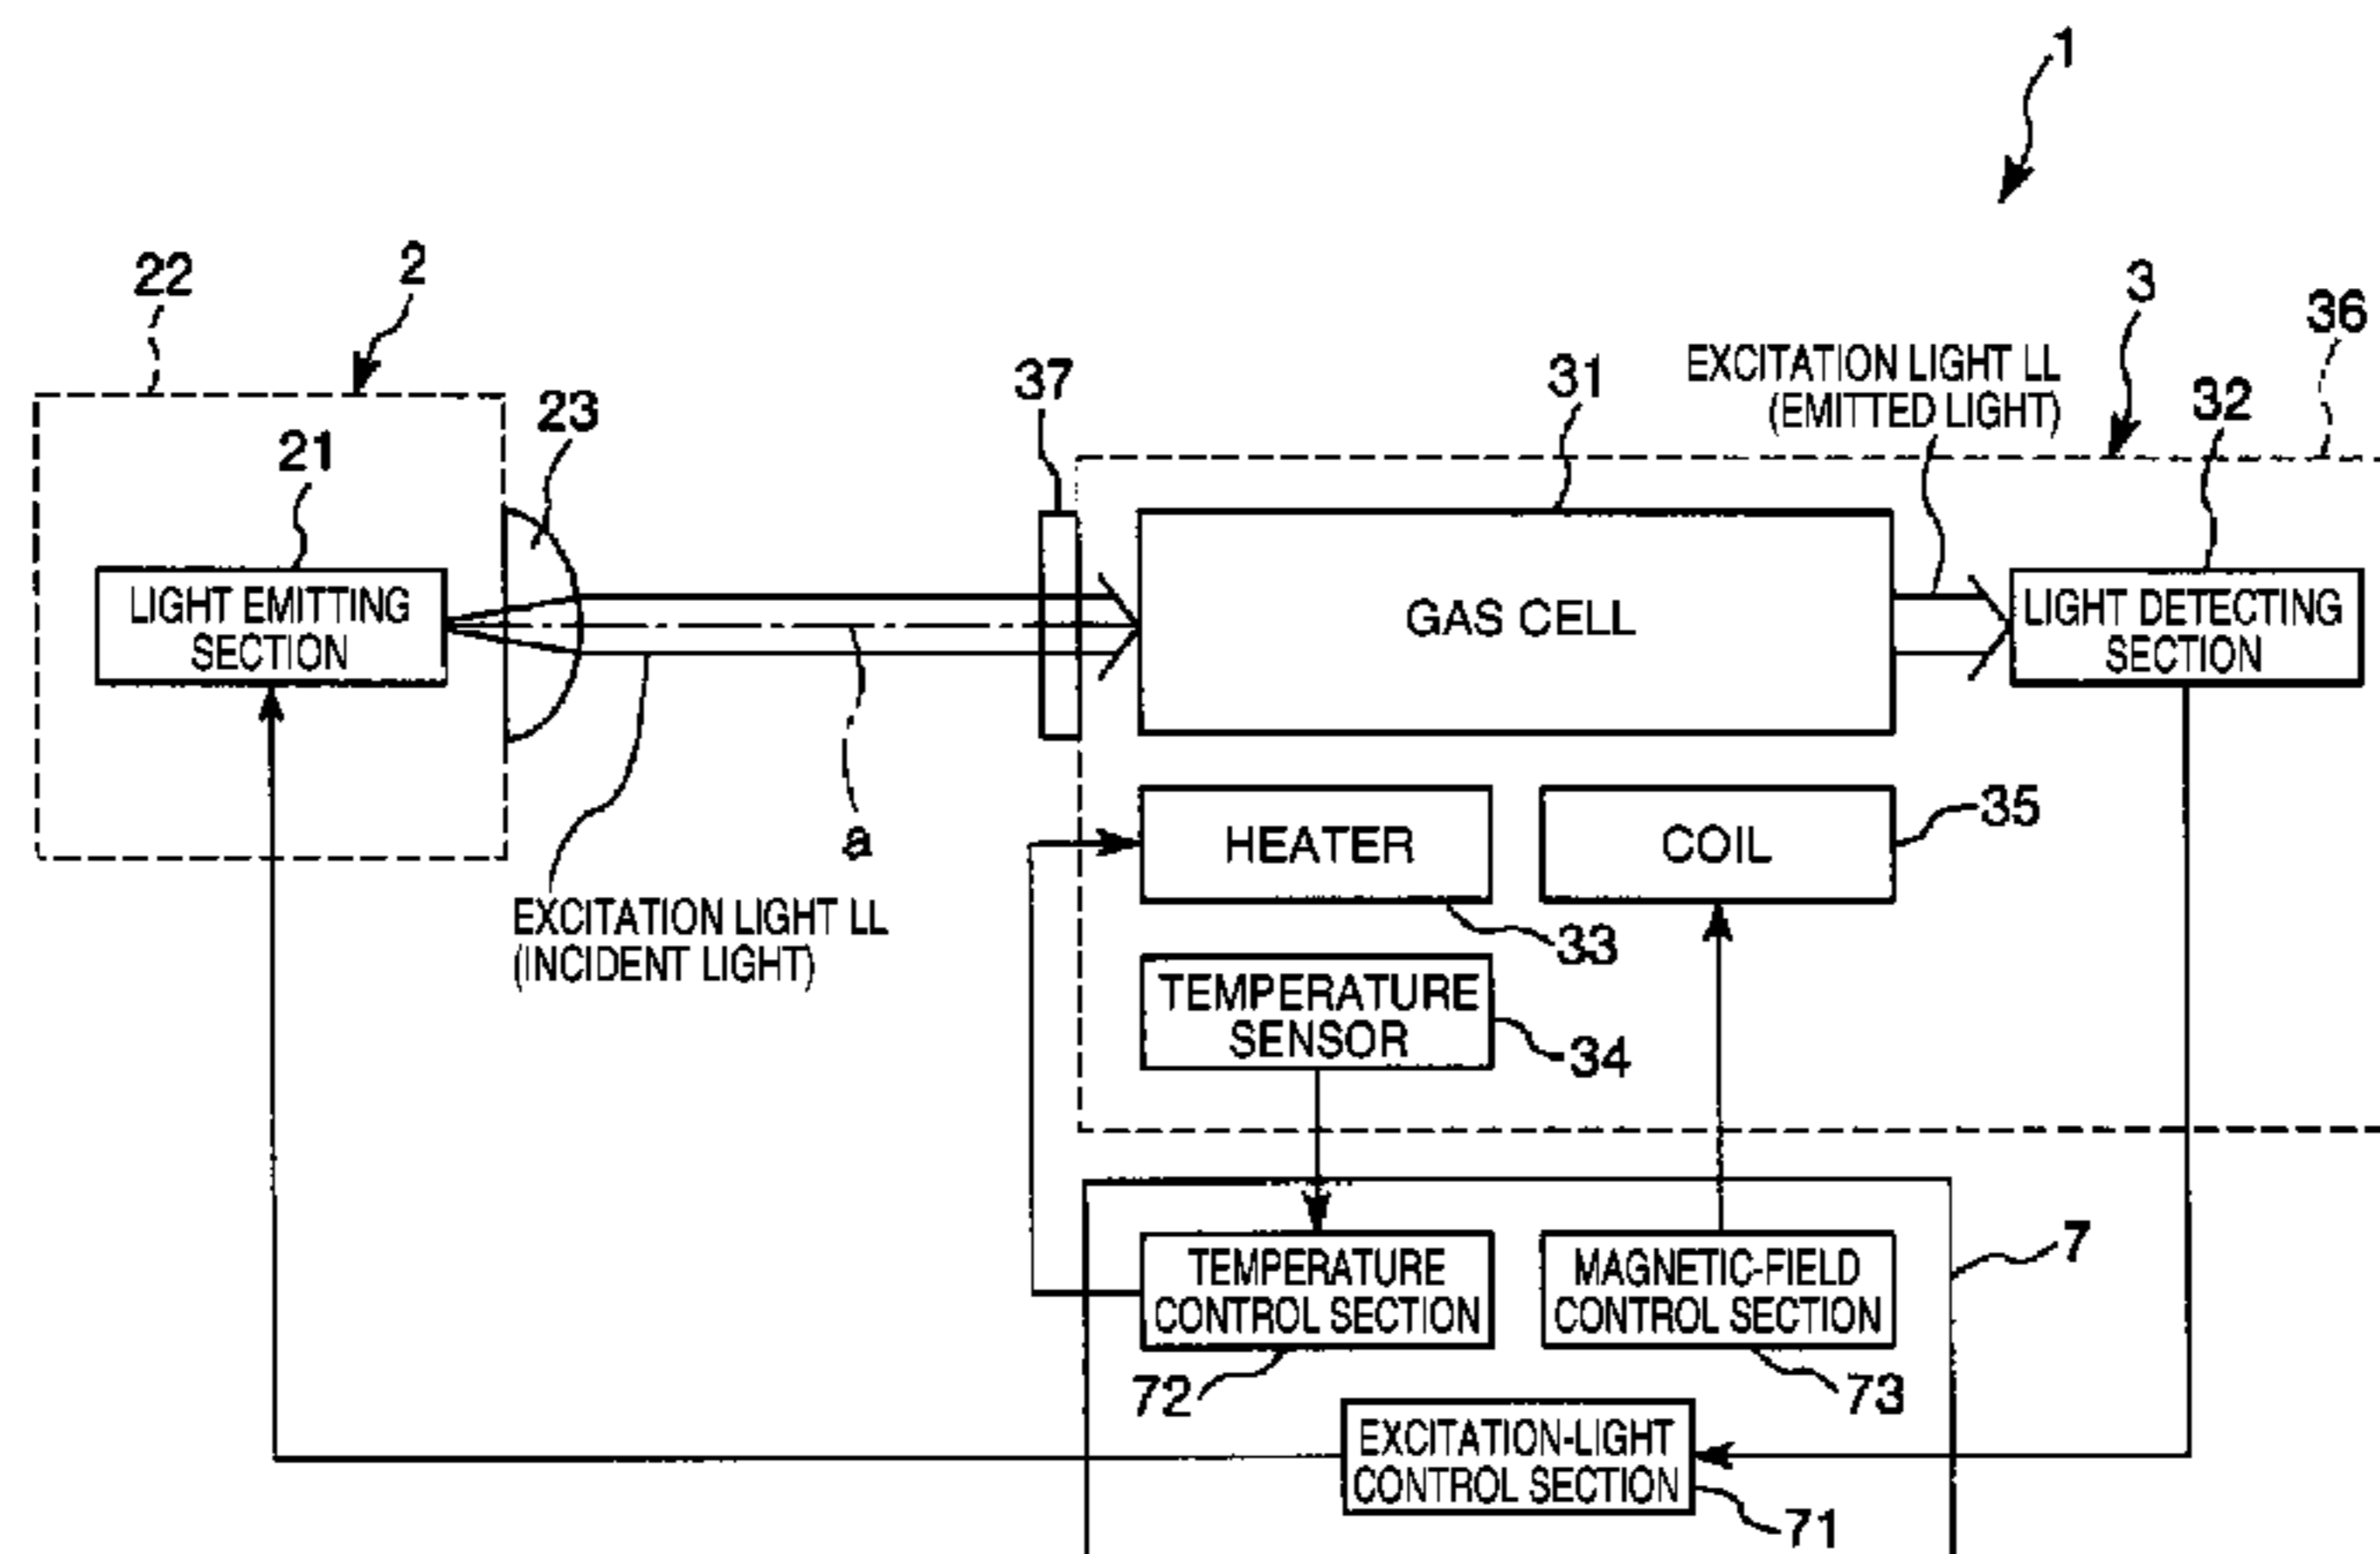 1
22
2
3
36
37
31
EXCITATION LIGHT LL
(EMITTED LIGHT)
32
23
21
LIGHT EMITTING
SECTION
GAS CELL
LIGHT DETECTING
SECTION
a
HEATER
COIL
35
EXCITATION LIGHT LL
(INCIDENT LIGHT)
33
TEMPERATURE
SENSOR
34
7
TEMPERATURE
CONTROL SECTION
MAGNETIC-FIELD
CONTROL SECTION
72
73
EXCITATION-LIGHT
CONTROL SECTION
71